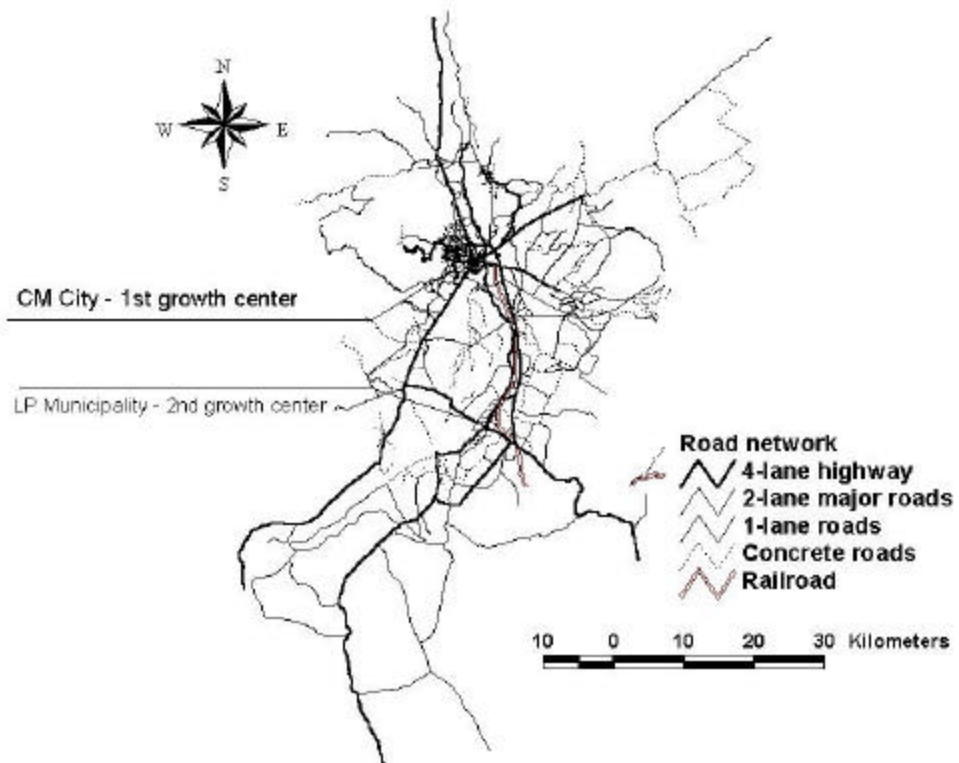 N
W E
S
CM City - 1st growth center
LP Municipality - 2nd growth center
Road network
4-lane highway
2-lane major roads
1-lane roads
Concrete roads
Railroad
10 0 10 20 30 Kilometers